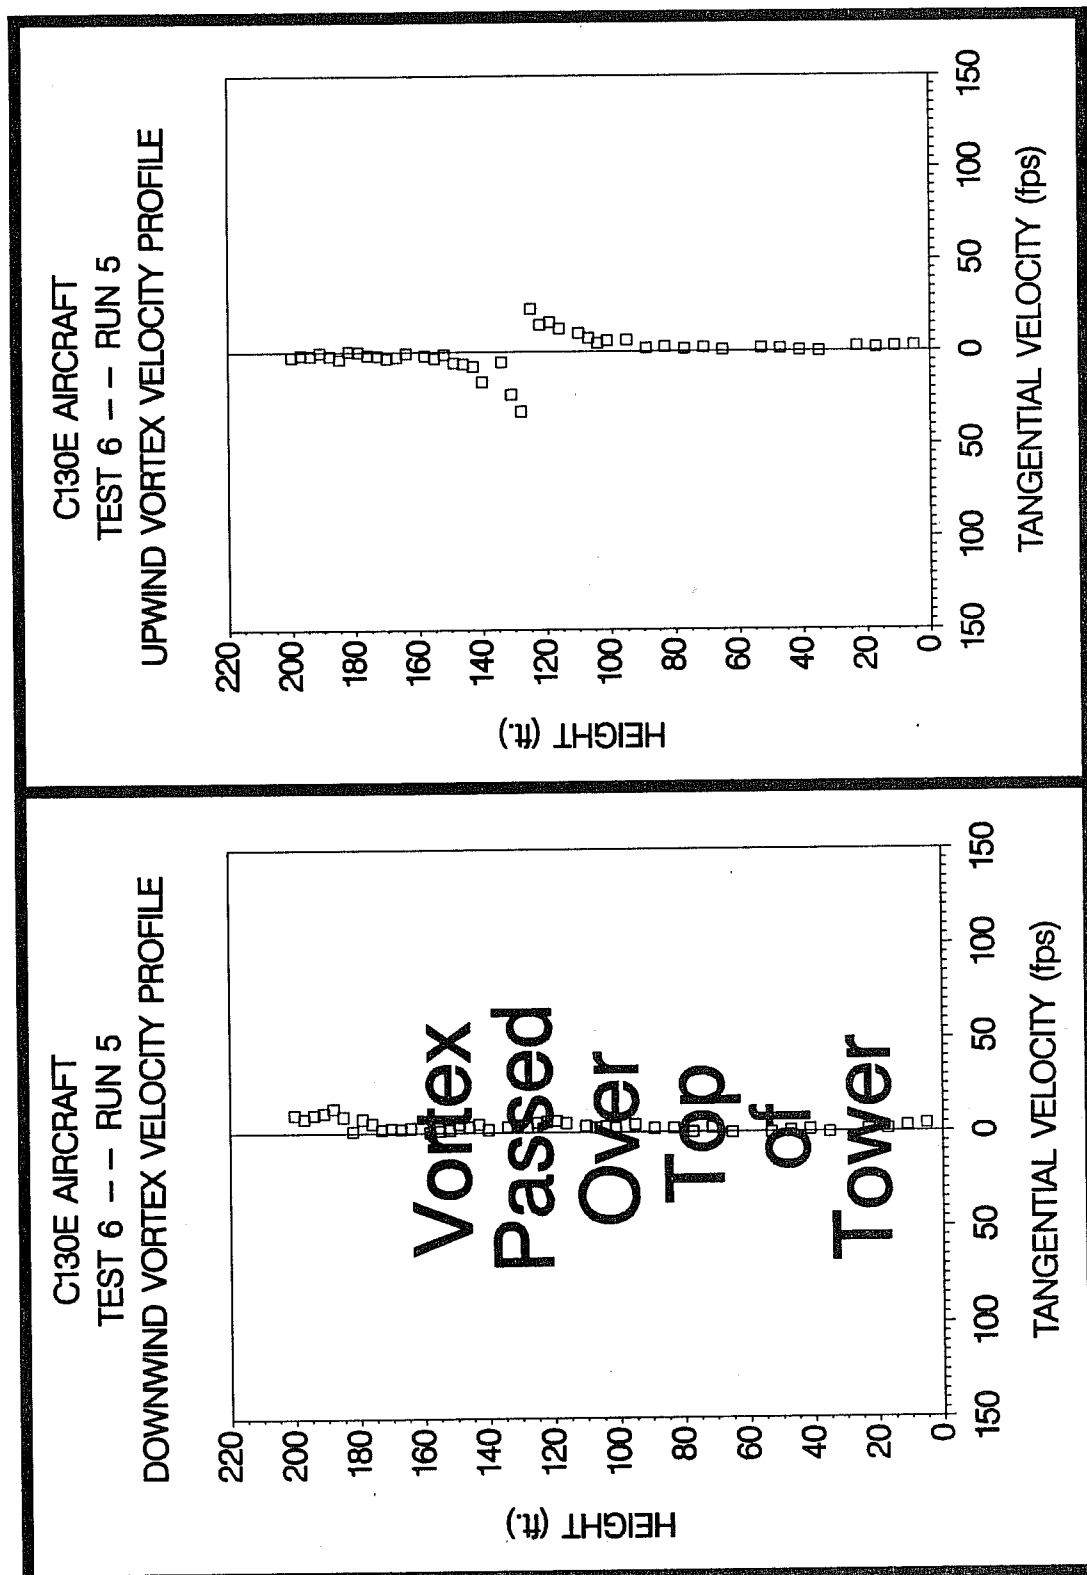 C130E AIRCRAFT
TEST 6 -- RUN 5
DOWNWIND VORTEX VELOCITY PROFILE
HEIGHT (ft.)
220
200
180
160
140
120
100
80
60
40
20
0
Vortex
Passed
Over
Top
of
Tower
150 100 50 0 50 100 150
TANGENTIAL VELOCITY (fps)
C130E AIRCRAFT
TEST 6 -- RUN 5
UPWIND VORTEX VELOCITY PROFILE
HEIGHT (ft.)
220
200
180
160
140
120
100
80
60
40
20
0
150 100 50 0 50 100 150
TANGENTIAL VELOCITY (fps)